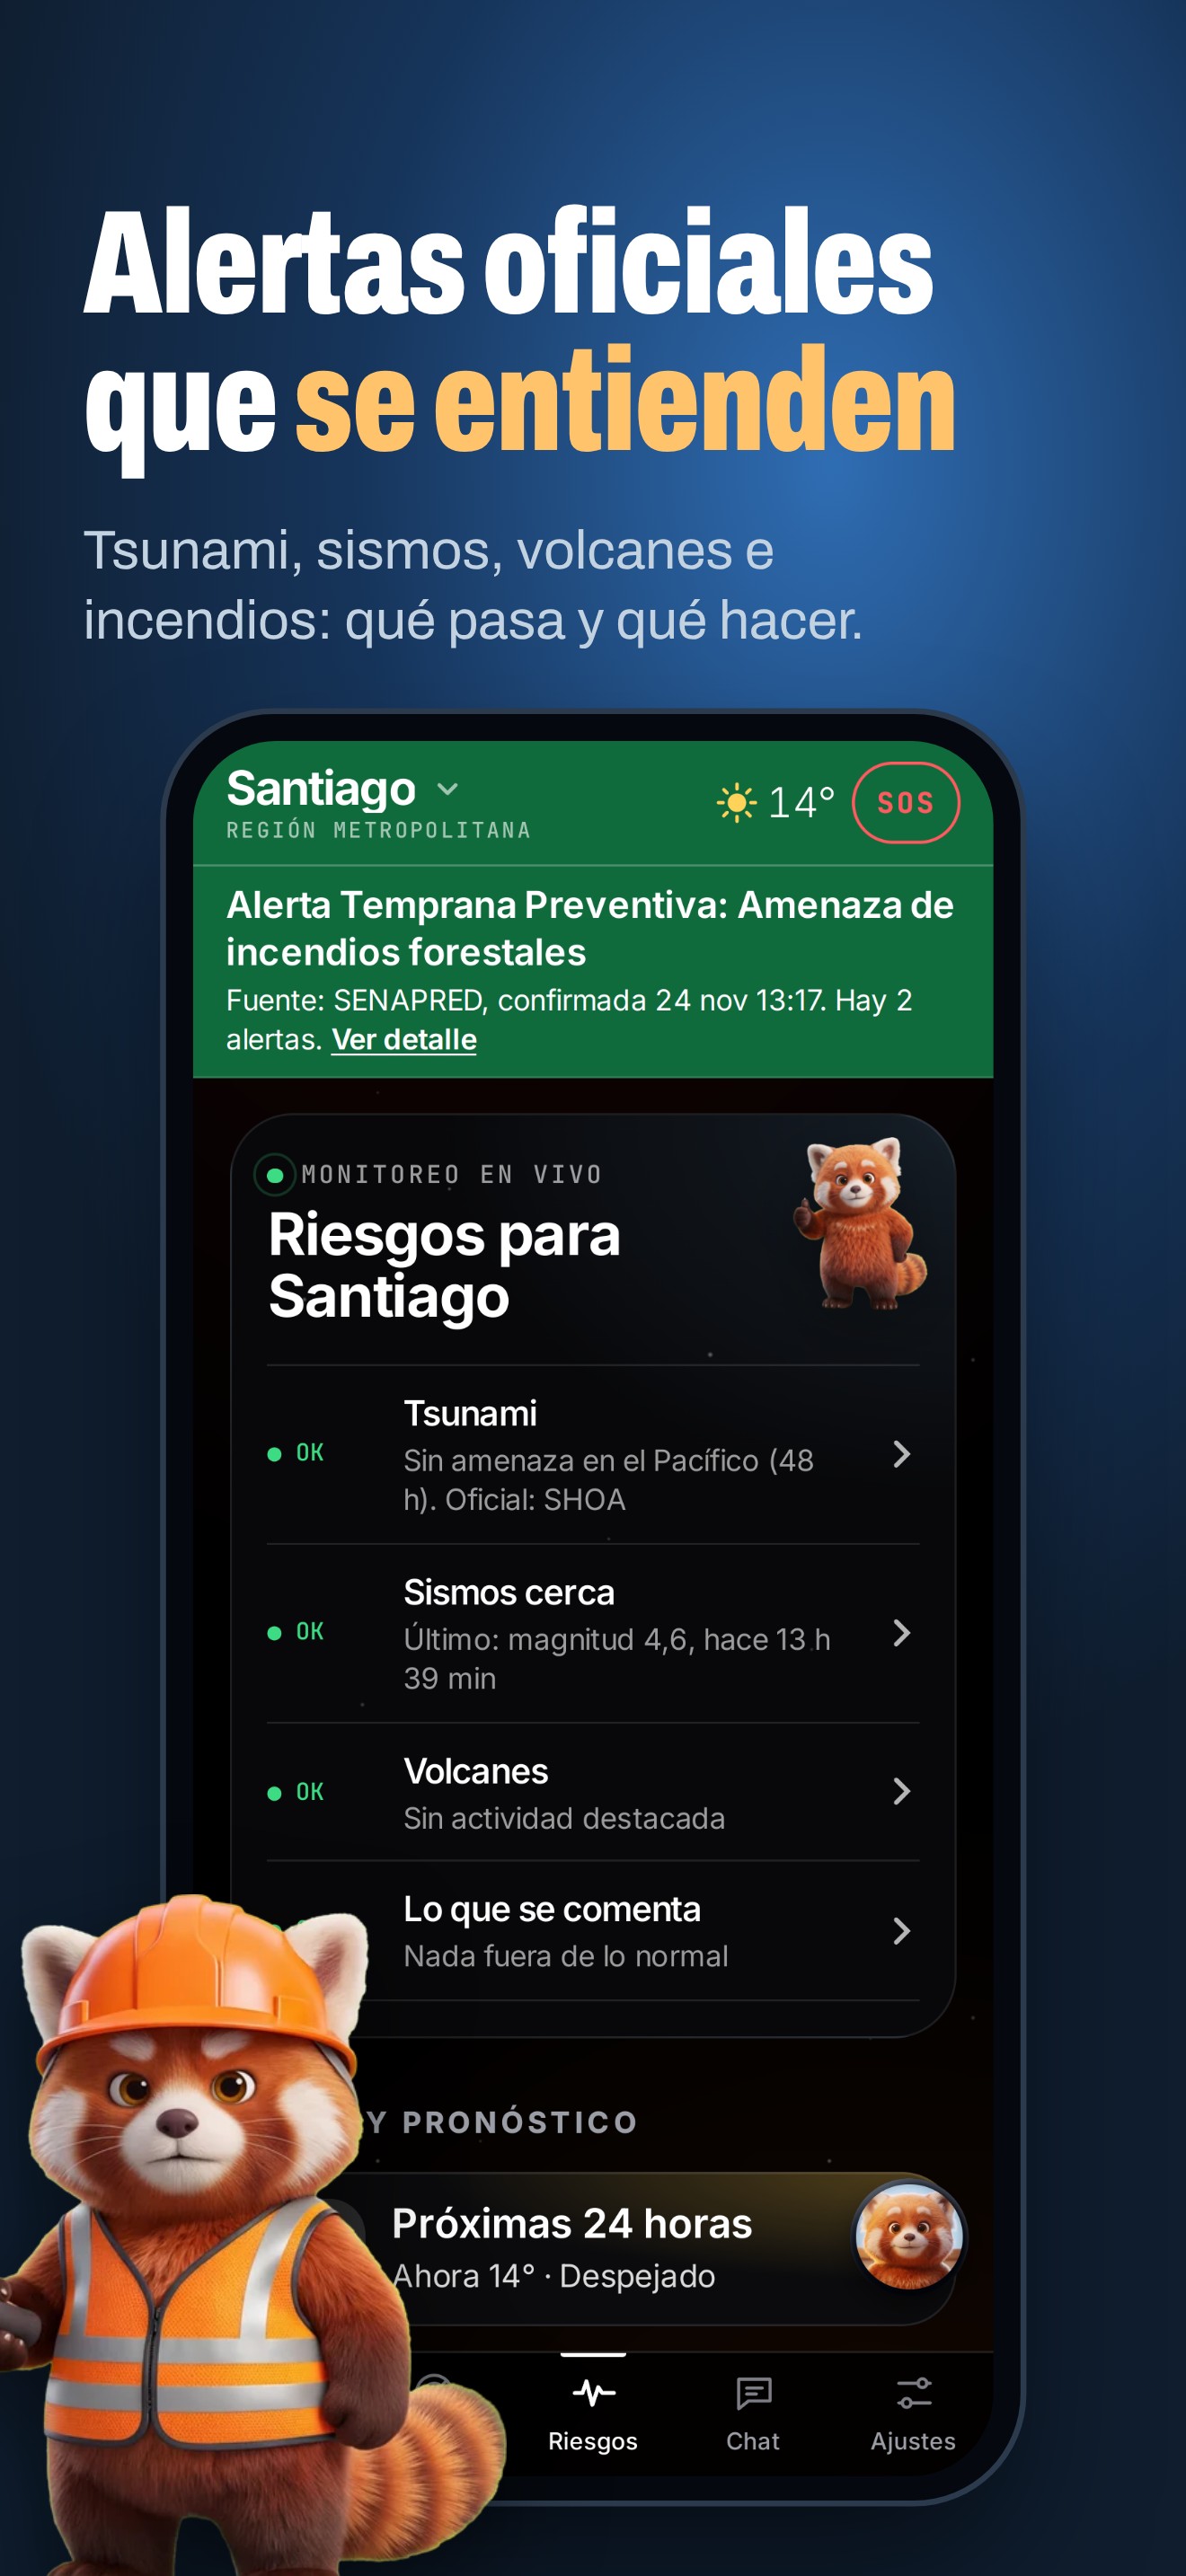 Alertas oficiales
que se entienden
Tsunami, sismos, volcanes e
incendios: qué pasa y qué hacer.
Santiago
14°
SOS
REGIÓN METROPOLITANA
Alerta Temprana Preventiva: Amenaza de
incendios forestales
Fuente: SENAPRED, confirmada 24 nov 13:17. Hay 2
alertas. Ver detalle
MONITOREO EN VIVO
Riesgos para
Santiago
OK
Tsunami
Sin amenaza en el Pacífico (48
h). Oficial: SHOA
OK
Sismos cerca
Último: magnitud 4,6, hace 13 h
39 min
OK
Volcanes
Sin actividad destacada
Lo que se comenta
Nada fuera de lo normal
Y PRONÓSTICO
Próximas 24 horas
Ahora 14° · Despejado
Riesgos
Chat
Ajustes